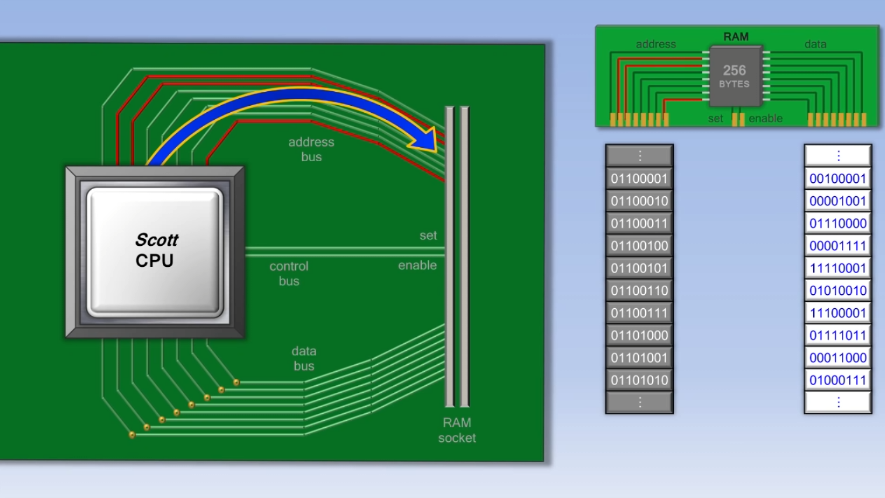 RAM
address
data
256
BYTES
set
enable
address
bus
Scott
CPU
set
control
bus
enable
data
bus
RAM
socket
01100001
00100001
01100010
00001001
01100011
01110000
01100100
00001111
01100101
11110001
01100110
01010010
01100111
11100001
01101000
01111011
01101001
00011000
01101010
01000111